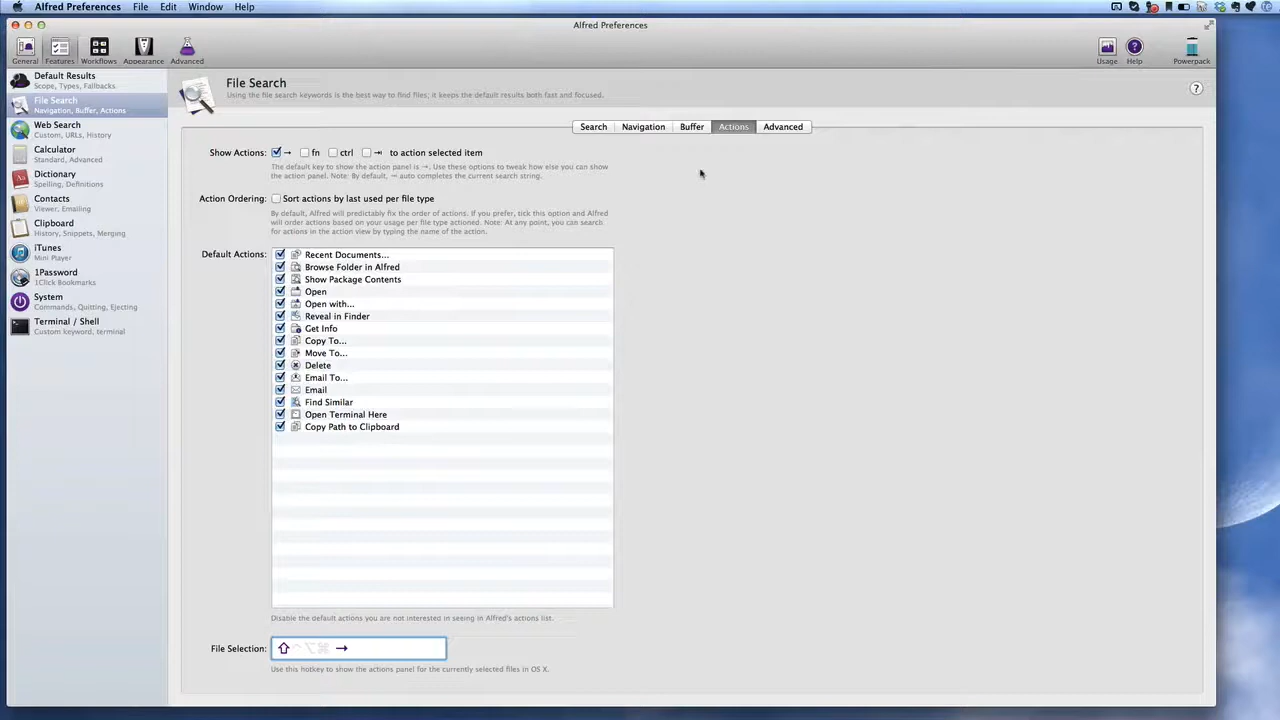 Alfred Preferences File Edit Window Help
Alfred Preferences
General Features Workflows Appearance Advanced Usage Help Powerpack
Default Results
Scope, Types, Fallbacks
File Search
Navigation, Buffer, Actions
Web Search
Custom, URLs, History
Calculator
Standard, Advanced
Dictionary
Spelling, Definitions
Contacts
Viewer, Emailing
Clipboard
History, Snippets, Merging
iTunes
Mini Player
1Password
1Click Bookmarks
System
Commands, Quitting, Ejecting
Terminal / Shell
Custom keyword, terminal
File Search
Using the file search keywords is the best way to find files; it keeps the default results both fast and focused.
?
Search Navigation Buffer Actions Advanced
Show Actions: → fn ctrl ⇥ to action selected item
The default key to show the action panel is →. Use these options to tweak how else you can show
the action panel. Note: By default, ⇥ auto completes the current search string.
Action Ordering: Sort actions by last used per file type
By default, Alfred will predictably fix the order of actions. If you prefer, tick this option and Alfred
will order actions based on your usage per file type actioned. Note: At any point, you can search
for actions in the action view by typing the name of the action.
Default Actions:
Recent Documents...
Browse Folder in Alfred
Show Package Contents
Open
Open with...
Reveal in Finder
Get Info
Copy To...
Move To...
Delete
Email To...
Email
Find Similar
Open Terminal Here
Copy Path to Clipboard
Disable the default actions you are not interested in seeing in Alfred's actions list.
File Selection: ⇧⌃⌥⌘ →
Use this hotkey to show the actions panel for the currently selected files in OS X.